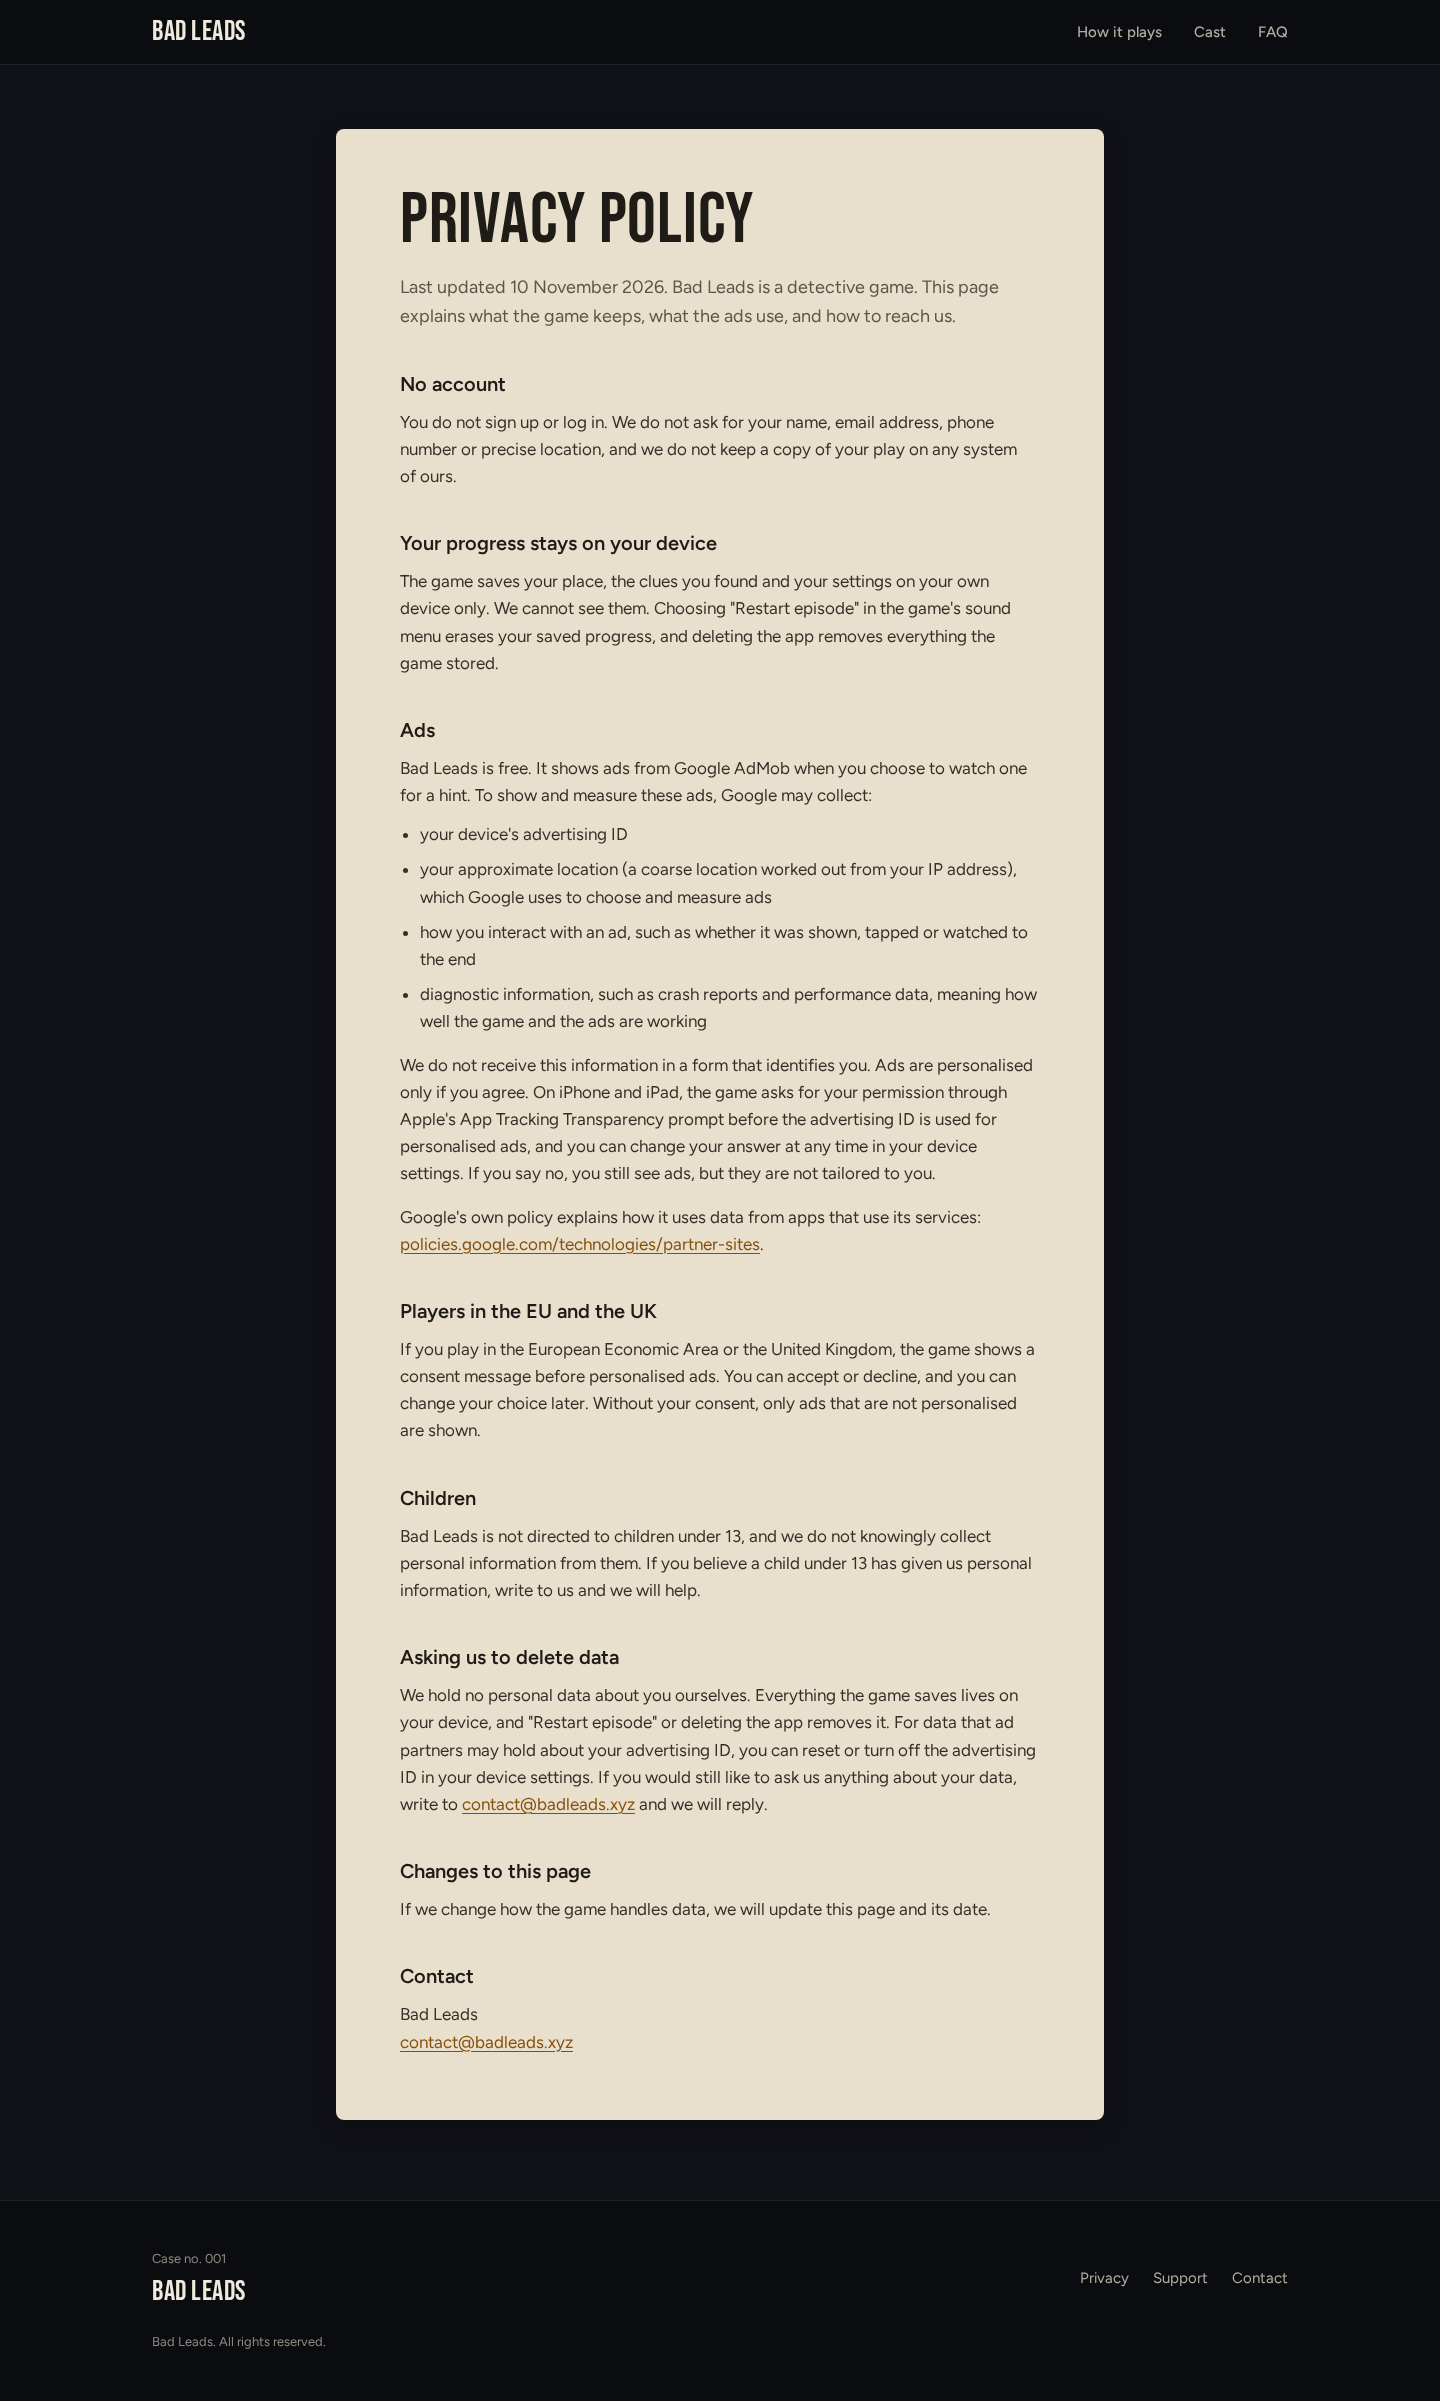 BAD LEADS
How it plays
Cast
FAQ
PRIVACY POLICY
Last updated 10 November 2026. Bad Leads is a detective game. This page
explains what the game keeps, what the ads use, and how to reach us.
No account
You do not sign up or log in. We do not ask for your name, email address, phone
number or precise location, and we do not keep a copy of your play on any system
of ours.
Your progress stays on your device
The game saves your place, the clues you found and your settings on your own
device only. We cannot see them. Choosing "Restart episode" in the game's sound
menu erases your saved progress, and deleting the app removes everything the
game stored.
Ads
Bad Leads is free. It shows ads from Google AdMob when you choose to watch one
for a hint. To show and measure these ads, Google may collect:
• your device's advertising ID
• your approximate location (a coarse location worked out from your IP address),
which Google uses to choose and measure ads
• how you interact with an ad, such as whether it was shown, tapped or watched to
the end
• diagnostic information, such as crash reports and performance data, meaning how
well the game and the ads are working
We do not receive this information in a form that identifies you. Ads are personalised
only if you agree. On iPhone and iPad, the game asks for your permission through
Apple's App Tracking Transparency prompt before the advertising ID is used for
personalised ads, and you can change your answer at any time in your device
settings. If you say no, you still see ads, but they are not tailored to you.
Google's own policy explains how it uses data from apps that use its services:
policies.google.com/technologies/partner-sites.
Players in the EU and the UK
If you play in the European Economic Area or the United Kingdom, the game shows a
consent message before personalised ads. You can accept or decline, and you can
change your choice later. Without your consent, only ads that are not personalised
are shown.
Children
Bad Leads is not directed to children under 13, and we do not knowingly collect
personal information from them. If you believe a child under 13 has given us personal
information, write to us and we will help.
Asking us to delete data
We hold no personal data about you ourselves. Everything the game saves lives on
your device, and "Restart episode" or deleting the app removes it. For data that ad
partners may hold about your advertising ID, you can reset or turn off the advertising
ID in your device settings. If you would still like to ask us anything about your data,
write to contact@badleads.xyz and we will reply.
Changes to this page
If we change how the game handles data, we will update this page and its date.
Contact
Bad Leads
contact@badleads.xyz
Case no. 001
BAD LEADS
Privacy
Support
Contact
Bad Leads. All rights reserved.